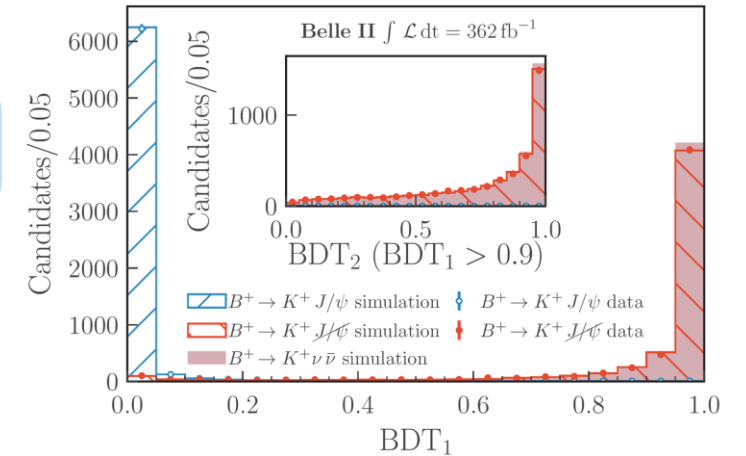 Belle II ∫ ℒ dt = 362 fb⁻¹
Candidates/0.05
6000
5000
4000
3000
2000
1000
0
Candidates/0.05
1000
0
0.0 0.5 1.0
BDT₂ (BDT₁ > 0.9)
B⁺ → K⁺ J/ψ simulation
B⁺ → K⁺ J/ψ data
B⁺ → K⁺ J̸/̸ψ̸ simulation
B⁺ → K⁺ J̸/̸ψ̸ data
B⁺ → K⁺ν ν̄ simulation
0.0 0.2 0.4 0.6 0.8 1.0
BDT₁